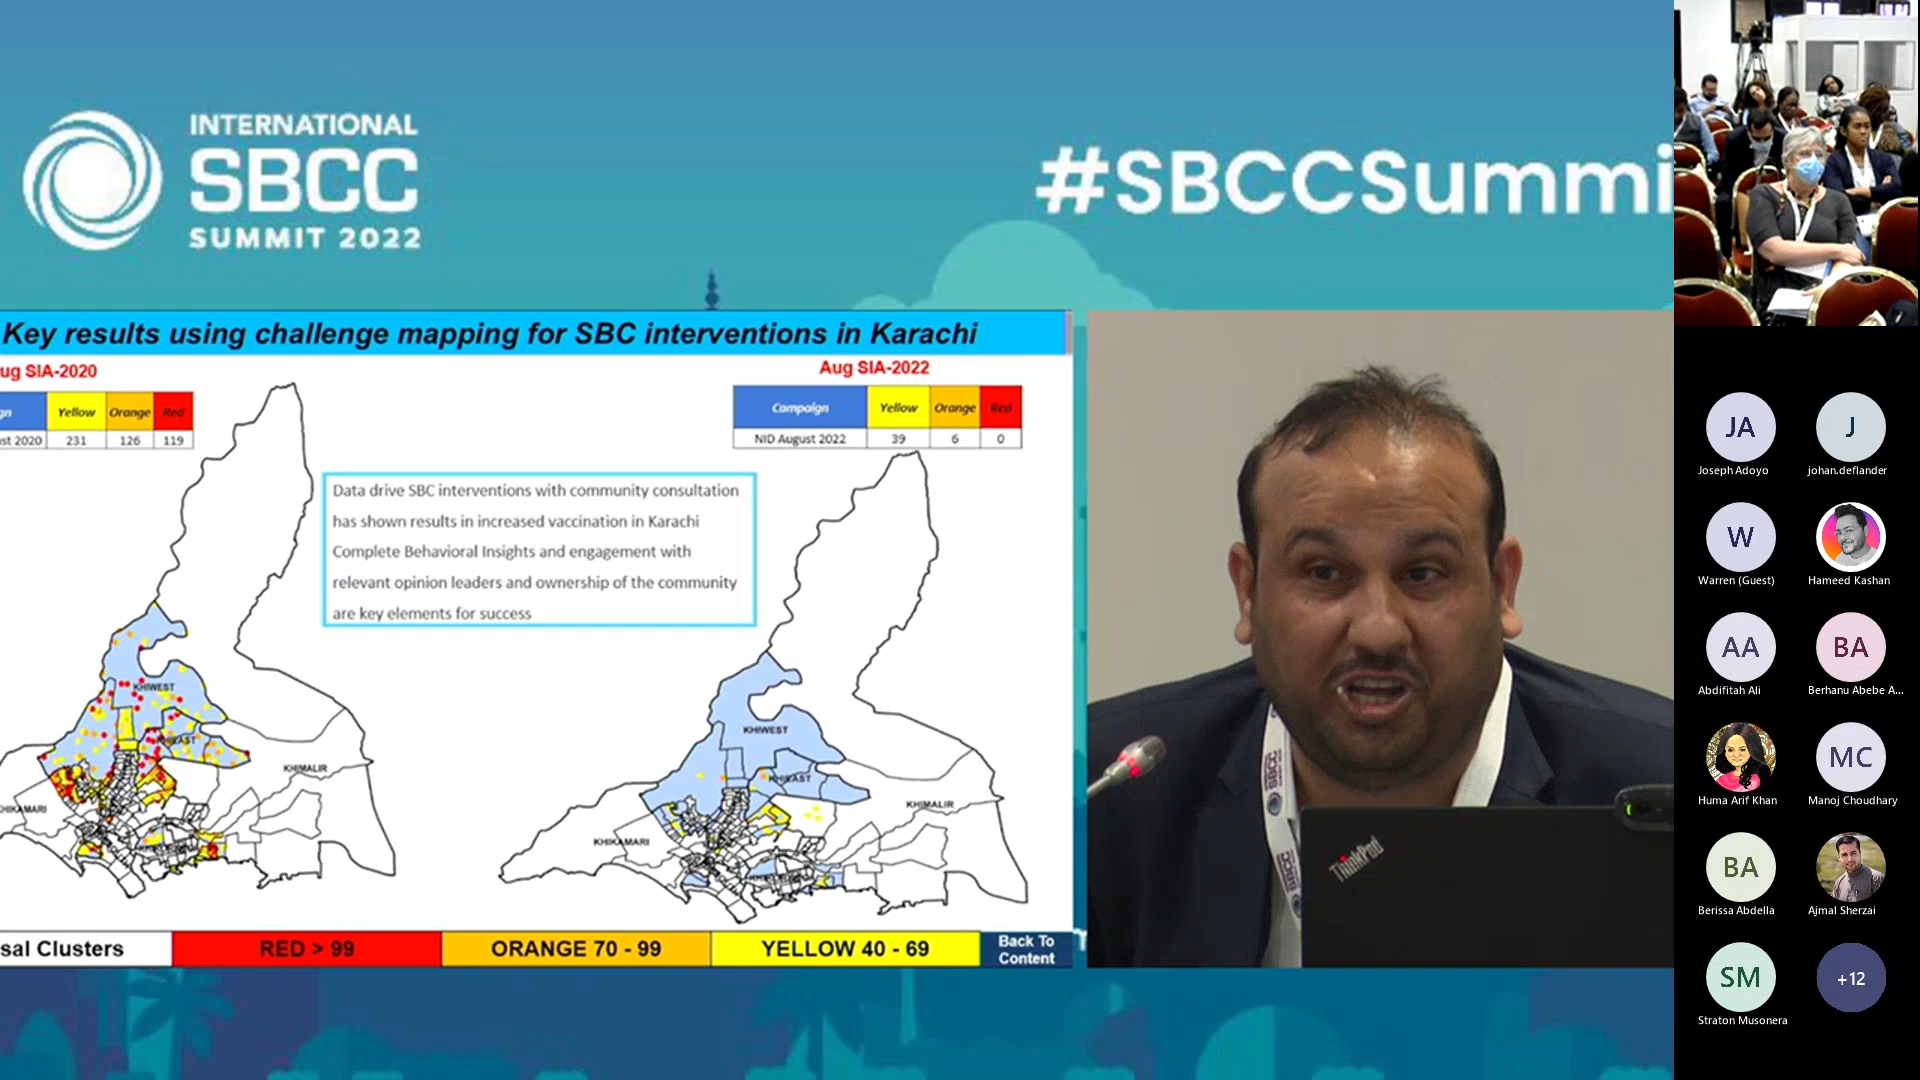 INTERNATIONAL
SBCC
SUMMIT 2022
#SBCCSummi
Key results using challenge mapping for SBC interventions in Karachi
ug SIA-2020
gn Yellow Orange Red
st 2020 231 126 119
Aug SIA-2022
Campaign Yellow Orange Red
NID August 2022 39 6 0
Data drive SBC interventions with community consultation
has shown results in increased vaccination in Karachi
Complete Behavioral Insights and engagement with
relevant opinion leaders and ownership of the community
are key elements for success
KHIWEST
KHIEAST
KHIMALIR
KHIKAMARI
KHIWEST
KHIEAST
KHIMALIR
KHIKAMARI
sal Clusters
RED > 99
ORANGE 70 - 99
YELLOW 40 - 69
Back To
Content
ThinkPad
JA
Joseph Adoyo
J
johan.deflander
W
Warren (Guest)
Hameed Kashan
AA
Abdifitah Ali
BA
Berhanu Abebe A...
Huma Arif Khan
MC
Manoj Choudhary
BA
Berissa Abdella
Ajmal Sherzai
SM
Straton Musonera
+12